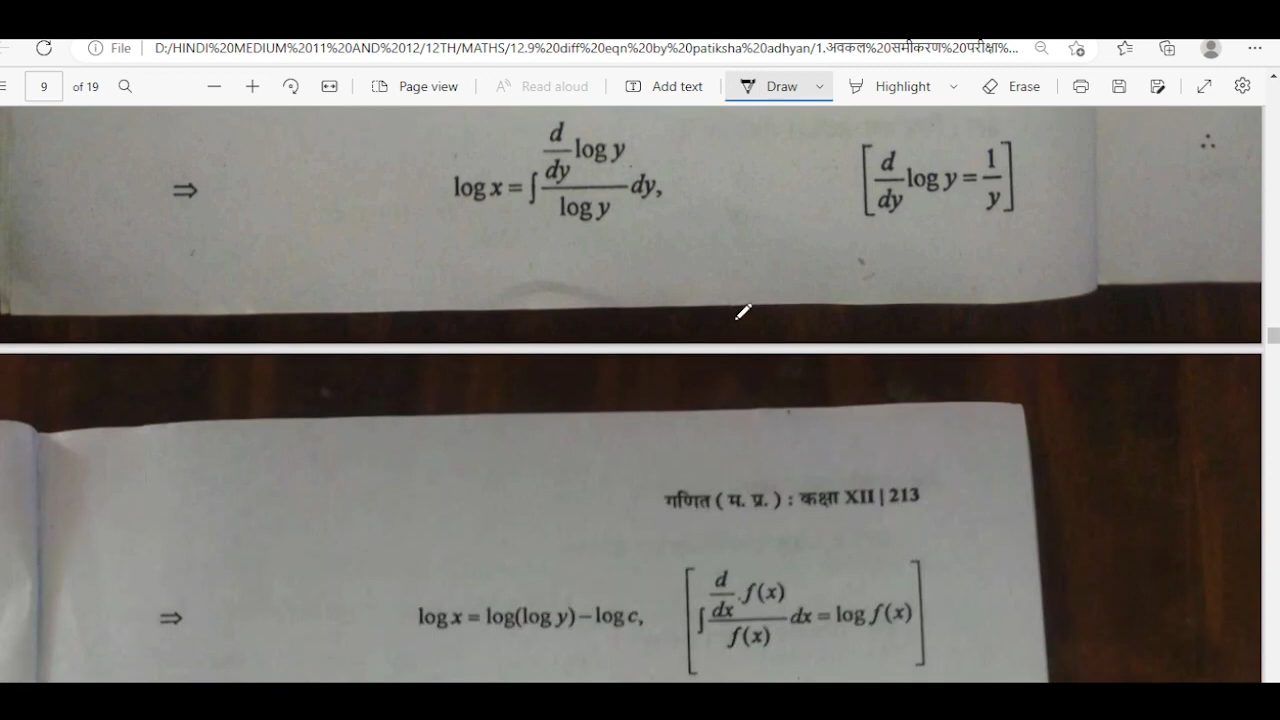 File D:/HINDI%20MEDIUM%2011%20AND%2012/12TH/MATHS/12.9%20diff%20eqn%20by%20patiksha%20adhyan/1.अवकल%20समीकरण%20परीक्षा%...
9 of 19 Page view Read aloud Add text Draw Highlight Erase
⇒ log x = ∫ (d/dy log y)/(log y) dy, [d/dy log y = 1/y] ∴
गणित ( म. प्र. ) : कक्षा XII | 213
⇒ log x = log(log y) – log c, [∫ (d/dx .f(x))/(f(x)) dx = log f(x)]